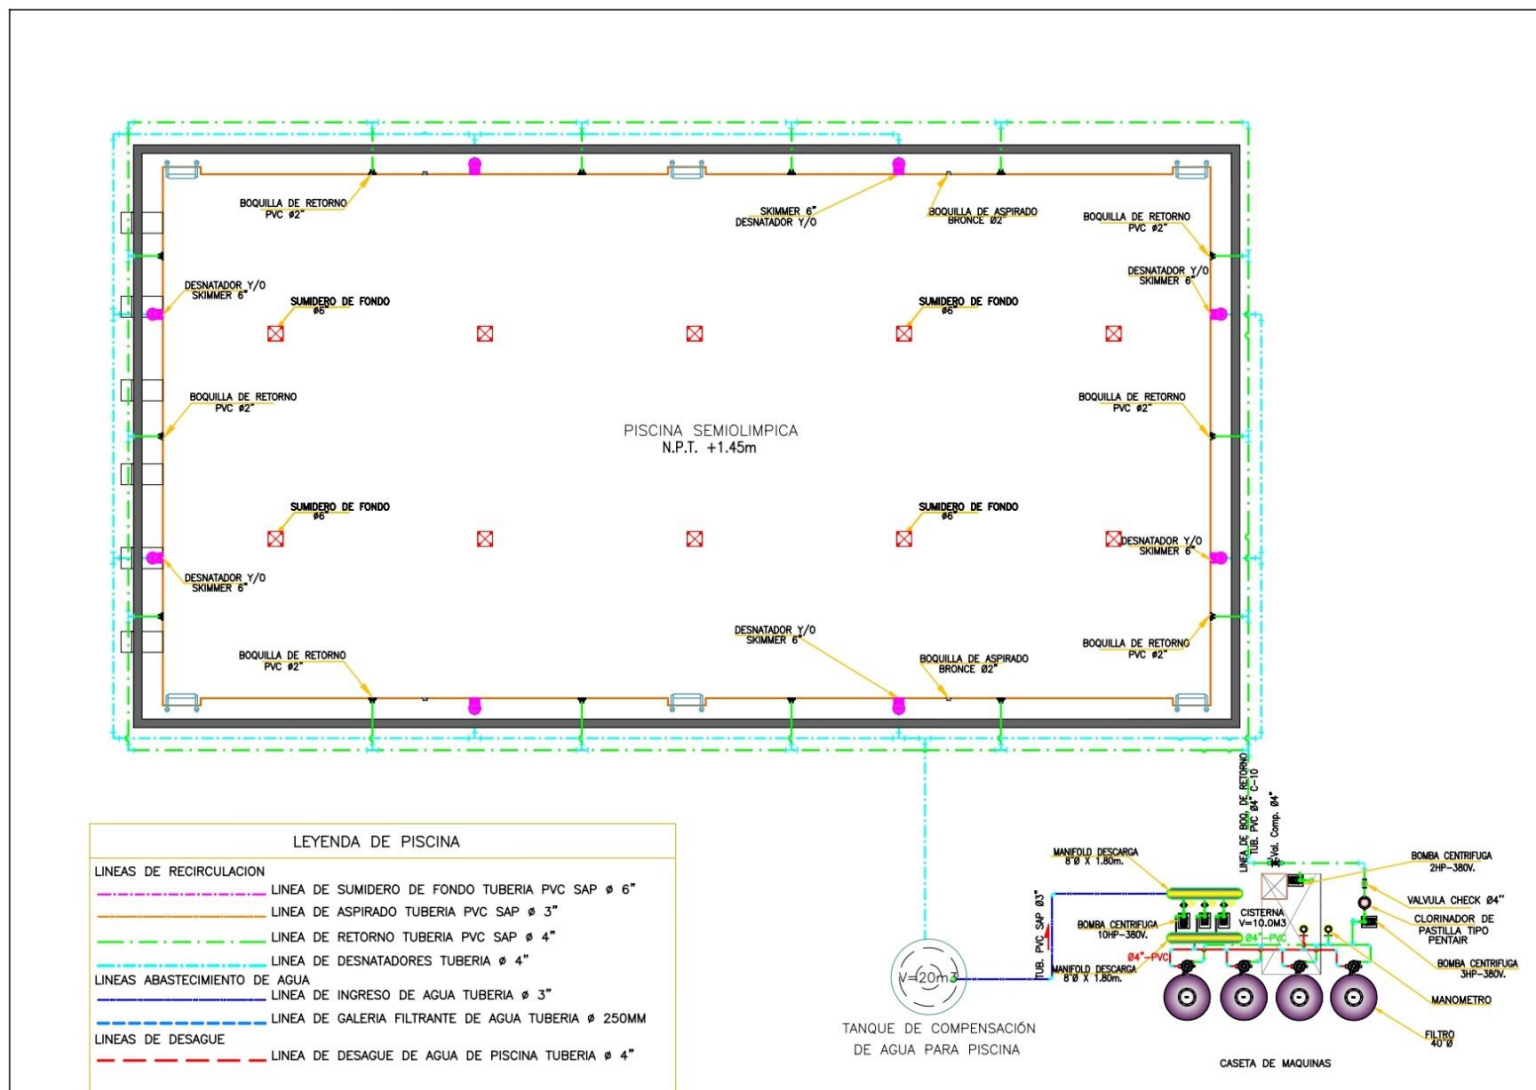 BOQUILLA DE RETORNO
PVC ø2"
SKIMMER 6"
DESNATADOR Y/O
BOQUILLA DE ASPIRADO
BRONCE Ø2"
BOQUILLA DE RETORNO
PVC ø2"
DESNATADOR Y/O
SKIMMER 6"
DESNATADOR Y/O
SKIMMER 6"
SUMIDERO DE FONDO
ø6"
SUMIDERO DE FONDO
ø6"
BOQUILLA DE RETORNO
PVC ø2"
BOQUILLA DE RETORNO
PVC ø2"
PISCINA SEMIOLIMPICA
N.P.T. +1.45m
SUMIDERO DE FONDO
ø6"
SUMIDERO DE FONDO
ø6"
DESNATADOR Y/O
SKIMMER 6"
DESNATADOR Y/O
SKIMMER 6"
DESNATADOR Y/O
SKIMMER 6"
BOQUILLA DE RETORNO
PVC ø2"
BOQUILLA DE ASPIRADO
BRONCE Ø2"
BOQUILLA DE RETORNO
PVC ø2"
LINEA DE BOQ. DE RETORNO
TUB. PVC Ø4" C-10
Val. Comp. Ø4"
LEYENDA DE PISCINA
LINEAS DE RECIRCULACION
LINEA DE SUMIDERO DE FONDO TUBERIA PVC SAP ø 6"
LINEA DE ASPIRADO TUBERIA PVC SAP ø 3"
LINEA DE RETORNO TUBERIA PVC SAP ø 4"
LINEA DE DESNATADORES TUBERIA ø 4"
LINEAS ABASTECIMIENTO DE AGUA
LINEA DE INGRESO DE AGUA TUBERIA ø 3"
LINEA DE GALERIA FILTRANTE DE AGUA TUBERIA ø 250MM
LINEAS DE DESAGUE
LINEA DE DESAGUE DE AGUA DE PISCINA TUBERIA ø 4"
V=120m3
TANQUE DE COMPENSACIÓN
DE AGUA PARA PISCINA
TUB. PVC SAP Ø3"
MANIFOLD DESCARGA
8"Ø X 1.80m.
BOMBA CENTRIFUGA
10HP-380V.
MANIFOLD DESCARGA
8"Ø X 1.80m.
Ø4"-PVC
CISTERNA
V=10.0M3
Ø4"-PVC
BOMBA CENTRIFUGA
2HP-380V.
VALVULA CHECK Ø4"
CLORINADOR DE
PASTILLA TIPO
PENTAIR
BOMBA CENTRIFUGA
3HP-380V.
MANOMETRO
FILTRO
40"Ø
CASETA DE MAQUINAS